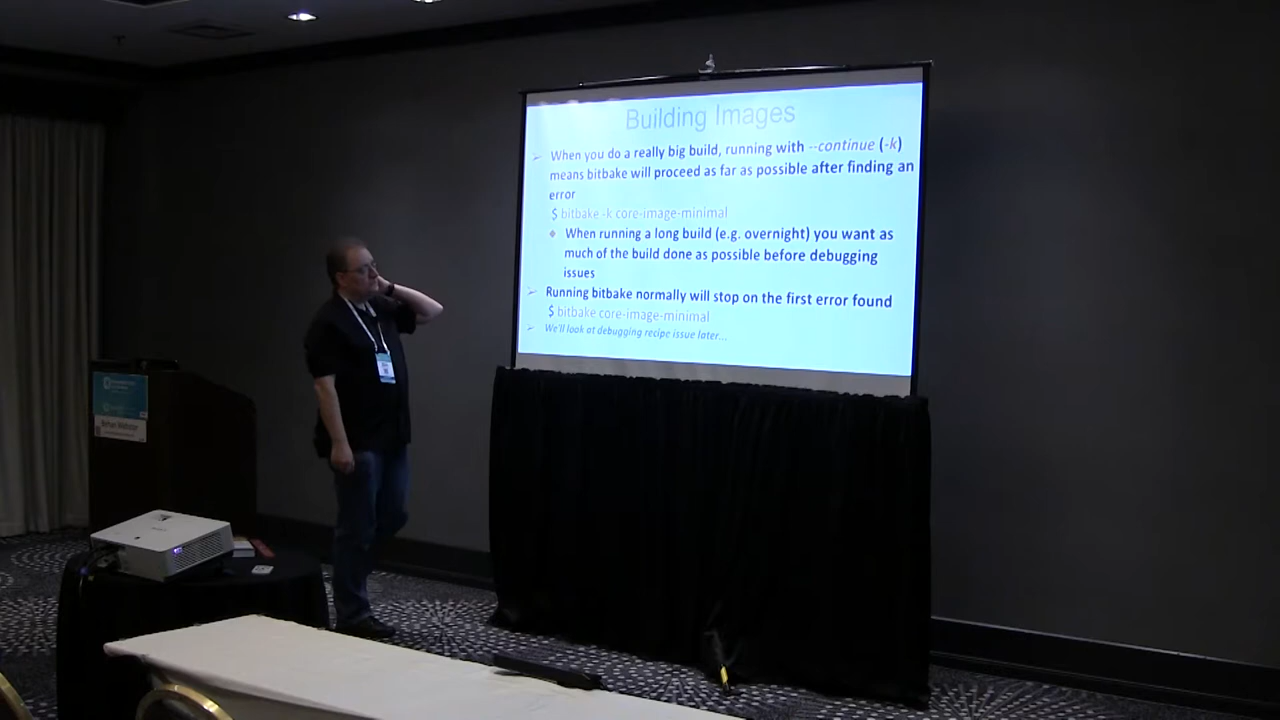 Building Images
When you do a really big build, running with --continue (-k)
means bitbake will proceed as far as possible after finding an
error
$ bitbake -k core-image-minimal
When running a long build (e.g. overnight) you want as
much of the build done as possible before debugging
issues
Running bitbake normally will stop on the first error found
$ bitbake core-image-minimal
We'll look at debugging recipe issue later...
Behan Webster